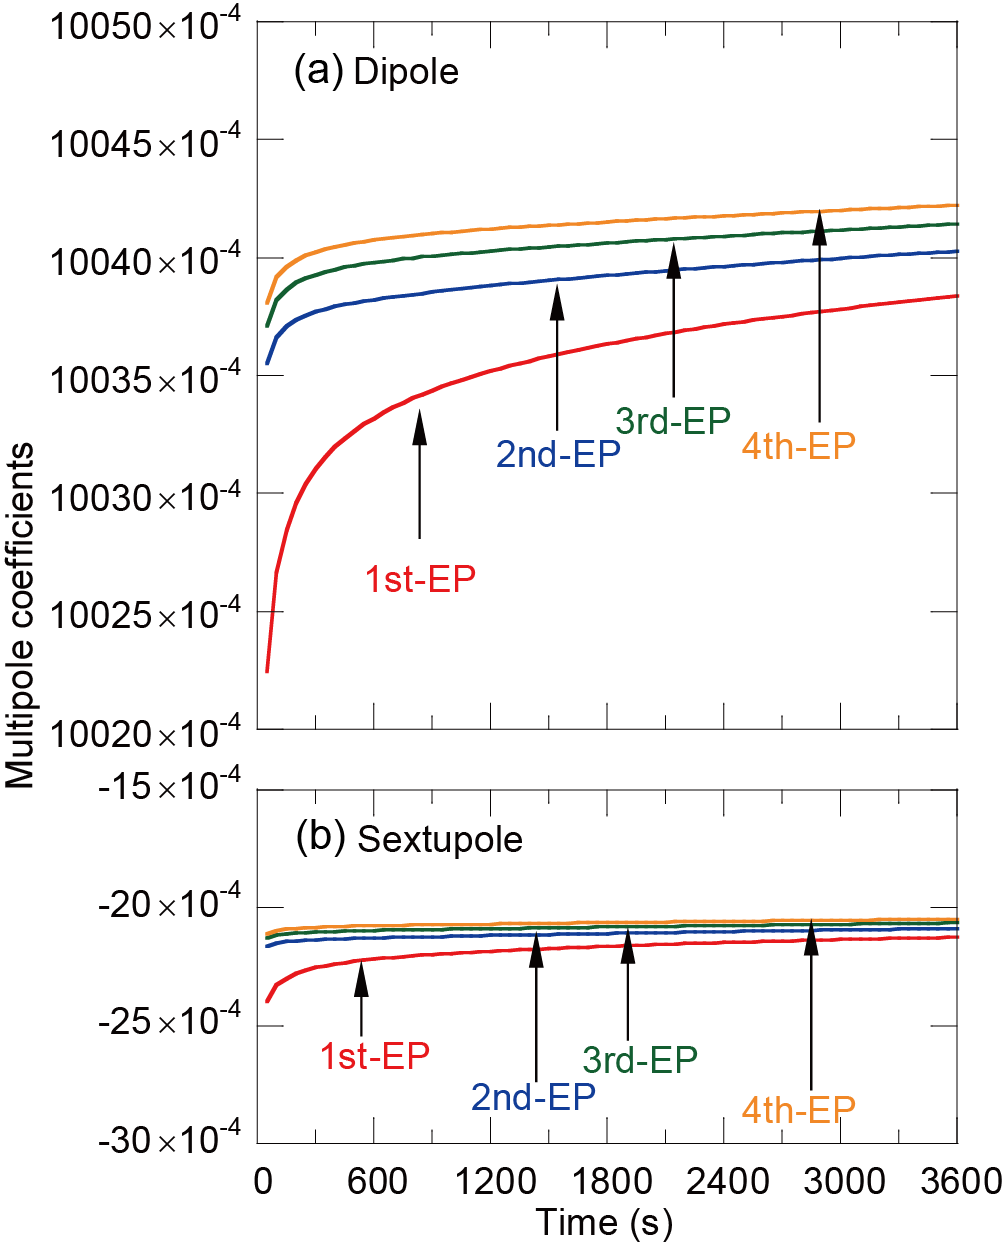 10050×10⁻⁴
(a) Dipole
10045×10⁻⁴
10040×10⁻⁴
10035×10⁻⁴
3rd-EP
2nd-EP
4th-EP
10030×10⁻⁴
1st-EP
10025×10⁻⁴
10020×10⁻⁴
Multipole coefficients
-15×10⁻⁴
(b) Sextupole
-20×10⁻⁴
-25×10⁻⁴
1st-EP
3rd-EP
2nd-EP
4th-EP
-30×10⁻⁴
0 600 1200 1800 2400 3000 3600
Time (s)